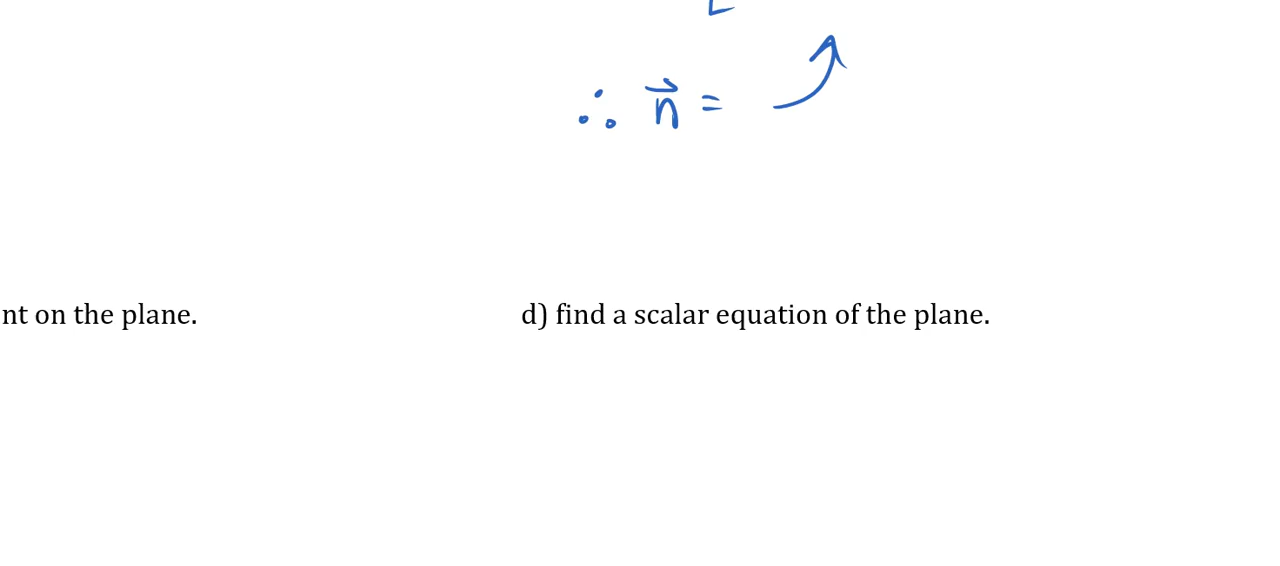 ∴ n⃗ =
nt on the plane.
d) find a scalar equation of the plane.